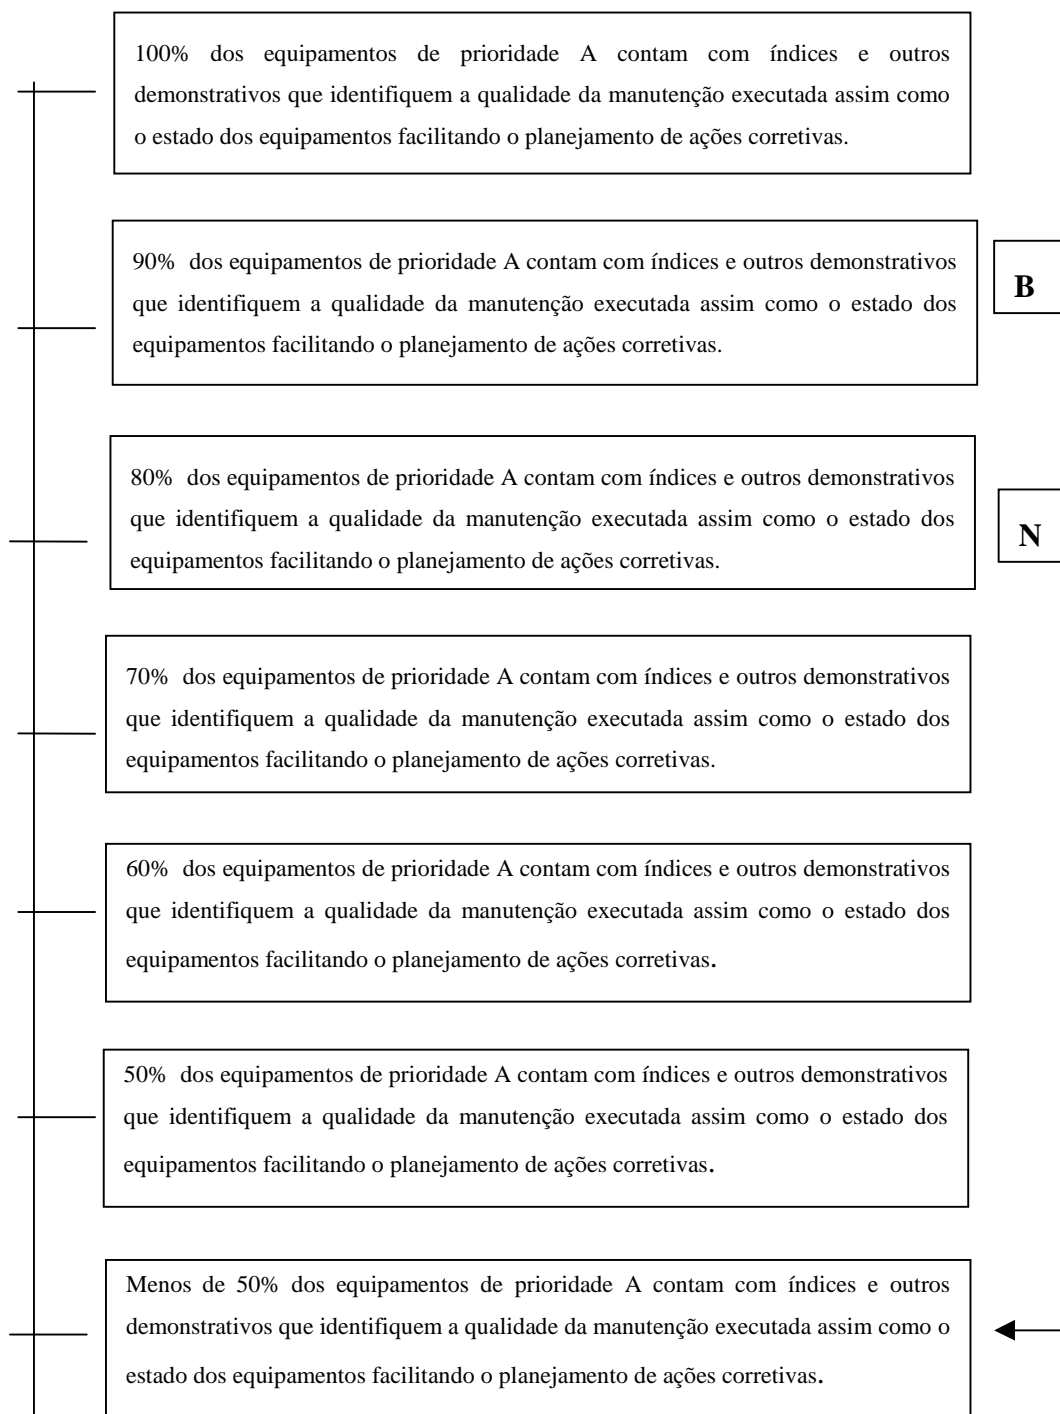 100% dos equipamentos de prioridade A contam com índices e outros
demonstrativos que identifiquem a qualidade da manutenção executada assim como
o estado dos equipamentos facilitando o planejamento de ações corretivas.
90% dos equipamentos de prioridade A contam com índices e outros demonstrativos
que identifiquem a qualidade da manutenção executada assim como o estado dos
equipamentos facilitando o planejamento de ações corretivas.
B
80% dos equipamentos de prioridade A contam com índices e outros demonstrativos
que identifiquem a qualidade da manutenção executada assim como o estado dos
equipamentos facilitando o planejamento de ações corretivas.
N
70% dos equipamentos de prioridade A contam com índices e outros demonstrativos
que identifiquem a qualidade da manutenção executada assim como o estado dos
equipamentos facilitando o planejamento de ações corretivas.
60% dos equipamentos de prioridade A contam com índices e outros demonstrativos
que identifiquem a qualidade da manutenção executada assim como o estado dos
equipamentos facilitando o planejamento de ações corretivas.
50% dos equipamentos de prioridade A contam com índices e outros demonstrativos
que identifiquem a qualidade da manutenção executada assim como o estado dos
equipamentos facilitando o planejamento de ações corretivas.
Menos de 50% dos equipamentos de prioridade A contam com índices e outros
demonstrativos que identifiquem a qualidade da manutenção executada assim como o
estado dos equipamentos facilitando o planejamento de ações corretivas.